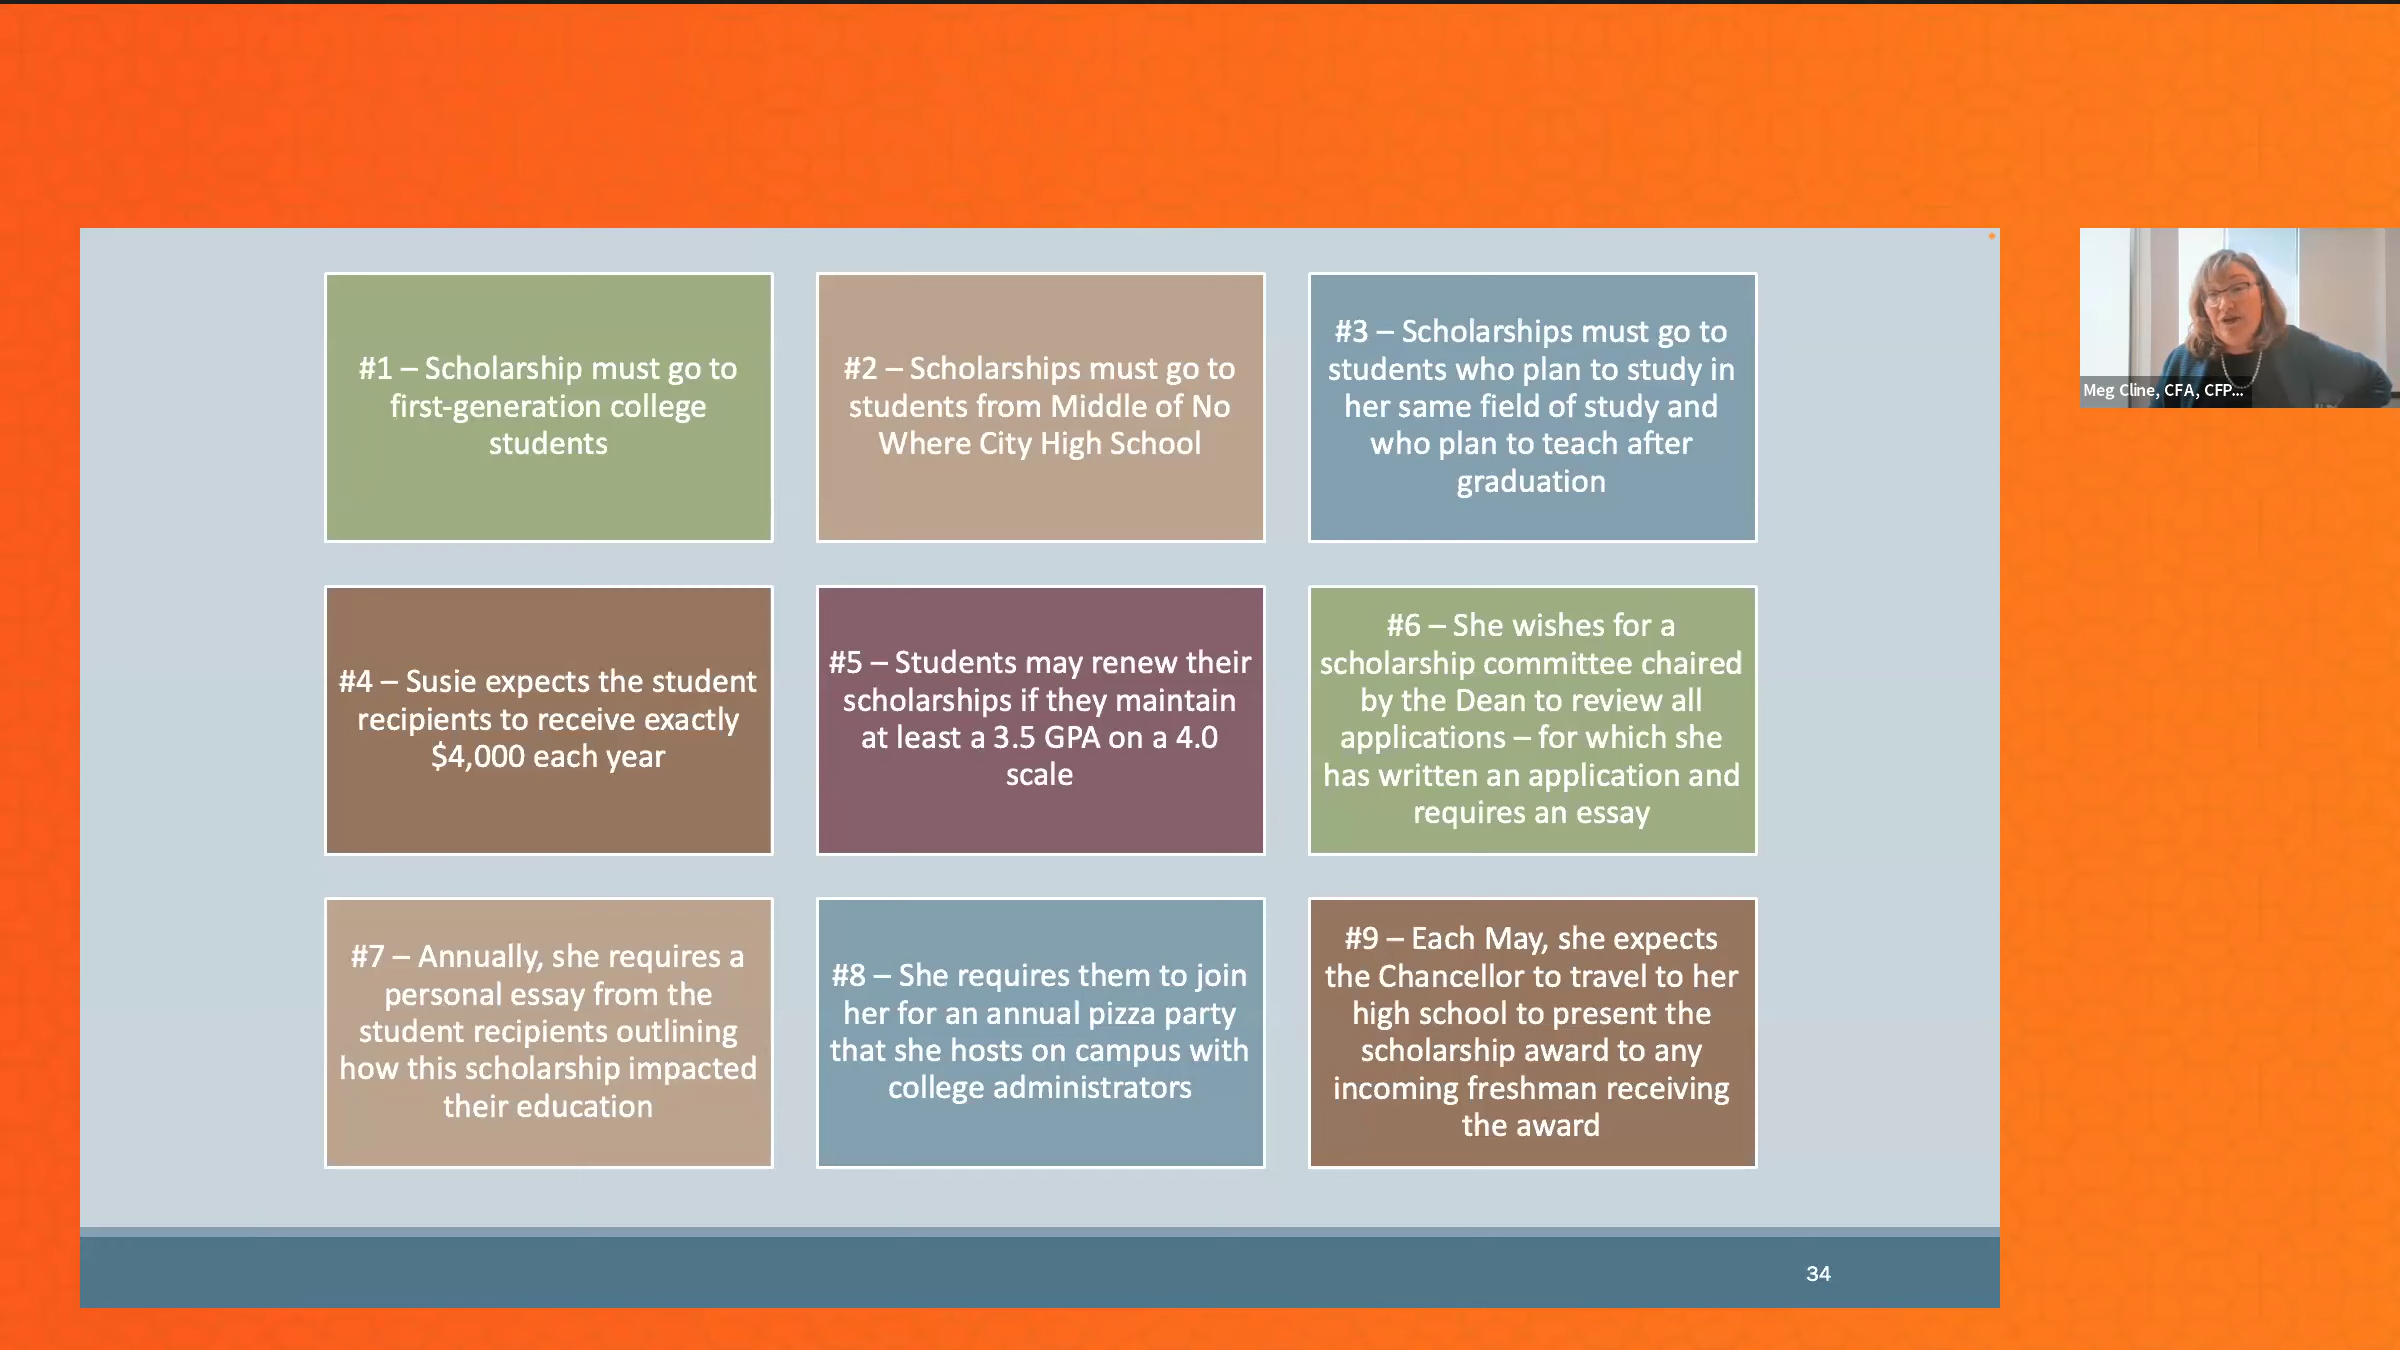 #1 – Scholarship must go to
first-generation college
students
#2 – Scholarships must go to
students from Middle of No
Where City High School
#3 – Scholarships must go to
students who plan to study in
her same field of study and
who plan to teach after
graduation
#4 – Susie expects the student
recipients to receive exactly
$4,000 each year
#5 – Students may renew their
scholarships if they maintain
at least a 3.5 GPA on a 4.0
scale
#6 – She wishes for a
scholarship committee chaired
by the Dean to review all
applications – for which she
has written an application and
requires an essay
#7 – Annually, she requires a
personal essay from the
student recipients outlining
how this scholarship impacted
their education
#8 – She requires them to join
her for an annual pizza party
that she hosts on campus with
college administrators
#9 – Each May, she expects
the Chancellor to travel to her
high school to present the
scholarship award to any
incoming freshman receiving
the award
34
Meg Cline, CFA, CFP...